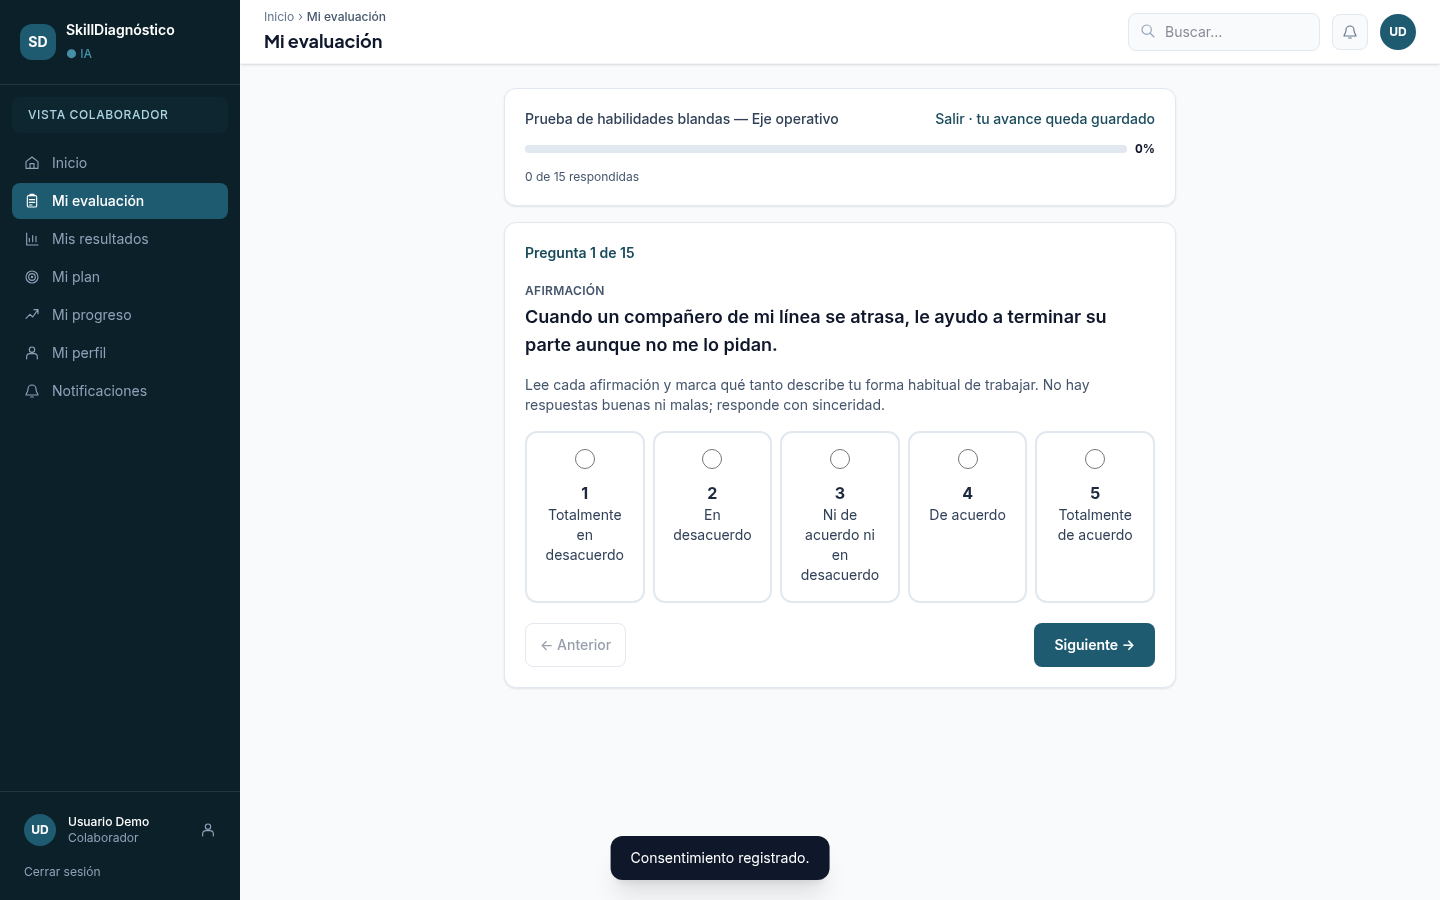 SD
SkillDiagnóstico
IA
VISTA COLABORADOR
Inicio
Mi evaluación
Mis resultados
Mi plan
Mi progreso
Mi perfil
Notificaciones
UD
Usuario Demo
Colaborador
Cerrar sesión
Inicio › Mi evaluación
Mi evaluación
Buscar...
UD
Prueba de habilidades blandas — Eje operativo
Salir · tu avance queda guardado
0%
0 de 15 respondidas
Pregunta 1 de 15
AFIRMACIÓN
Cuando un compañero de mi línea se atrasa, le ayudo a terminar su
parte aunque no me lo pidan.
Lee cada afirmación y marca qué tanto describe tu forma habitual de trabajar. No hay
respuestas buenas ni malas; responde con sinceridad.
1
Totalmente
en
desacuerdo
2
En
desacuerdo
3
Ni de
acuerdo ni
en
desacuerdo
4
De acuerdo
5
Totalmente
de acuerdo
← Anterior
Siguiente →
Consentimiento registrado.